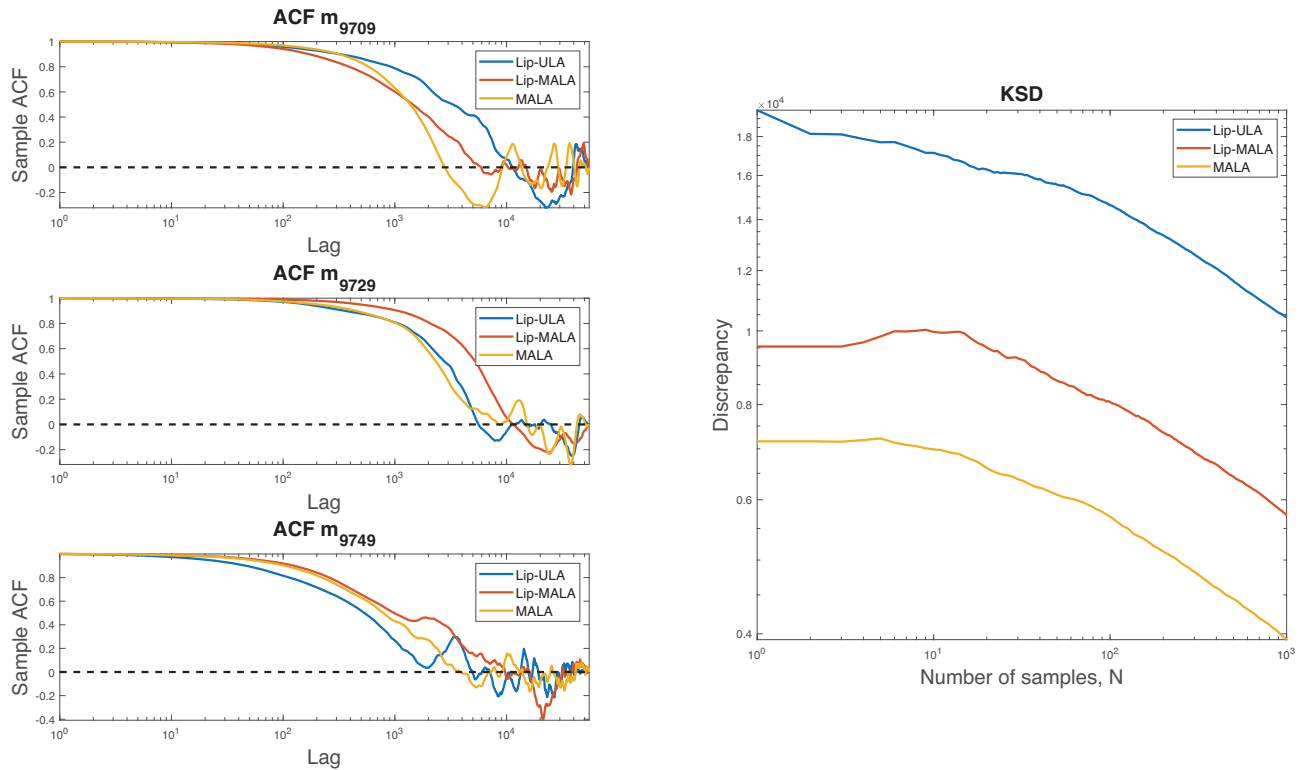 ACF m9709
1
0.8
0.6
0.4
0.2
0
-0.2
Sample ACF
Lip-ULA
Lip-MALA
MALA
10^0 10^1 10^2 10^3 10^4
Lag
ACF m9729
1
0.8
0.6
0.4
0.2
0
-0.2
Sample ACF
Lip-ULA
Lip-MALA
MALA
10^0 10^1 10^2 10^3 10^4
Lag
ACF m9749
0.8
0.6
0.4
0.2
0
-0.2
-0.4
Sample ACF
Lip-ULA
Lip-MALA
MALA
10^0 10^1 10^2 10^3 10^4
Lag
KSD
×10^4
1.8
1.6
1.4
1.2
1
0.8
0.6
0.4
Discrepancy
Lip-ULA
Lip-MALA
MALA
10^0 10^1 10^2 10^3
Number of samples, N